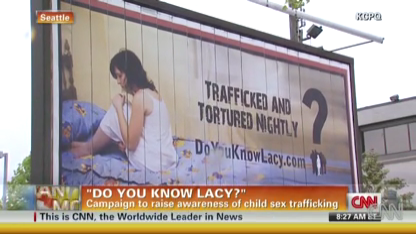 Seattle
KCPQ
TRAFFICKED AND
TORTURED NIGHTLY
?
DoYouKnowLacy.com
"DO YOU KNOW LACY?"
Campaign to raise awareness of child sex trafficking
CNN
This is CNN, the Worldwide Leader in News
8:27 AM ET